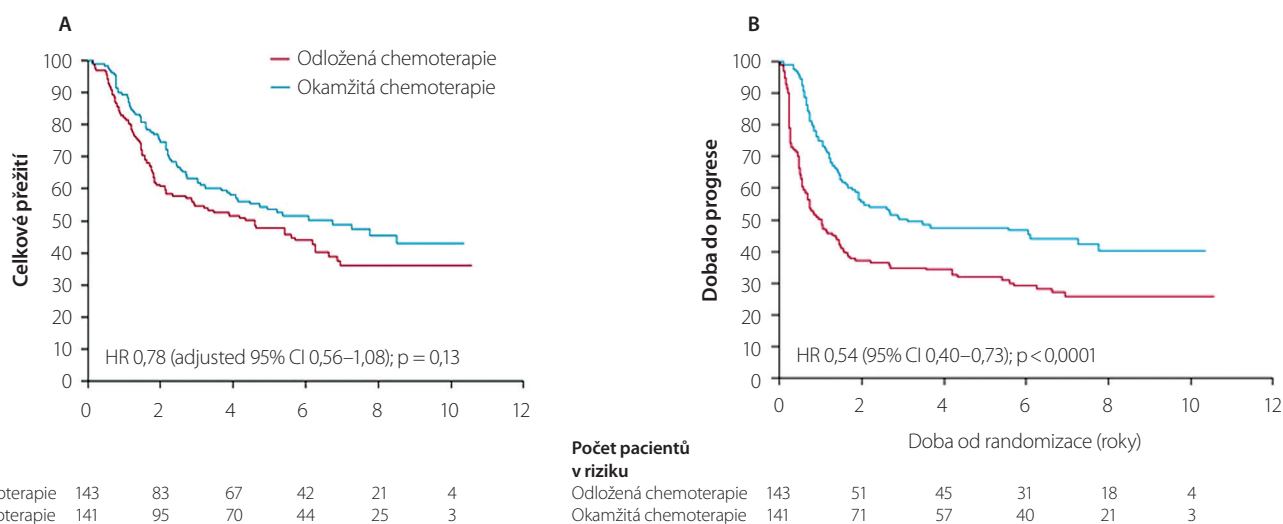 A
Celkové přežití
100
90
80
70
60
50
40
30
20
10
0
Odložená chemoterapie
Okamžitá chemoterapie
HR 0,78 (adjusted 95% CI 0,56–1,08); p = 0,13
0 2 4 6 8 10 12
143 83 67 42 21 4
141 95 70 44 25 3
B
Doba do progrese
100
90
80
70
60
50
40
30
20
10
0
HR 0,54 (95% CI 0,40–0,73); p < 0,0001
0 2 4 6 8 10 12
Doba od randomizace (roky)
Počet pacientů
v riziku
Odložená chemoterapie 143 51 45 31 18 4
Okamžitá chemoterapie 141 71 57 40 21 3